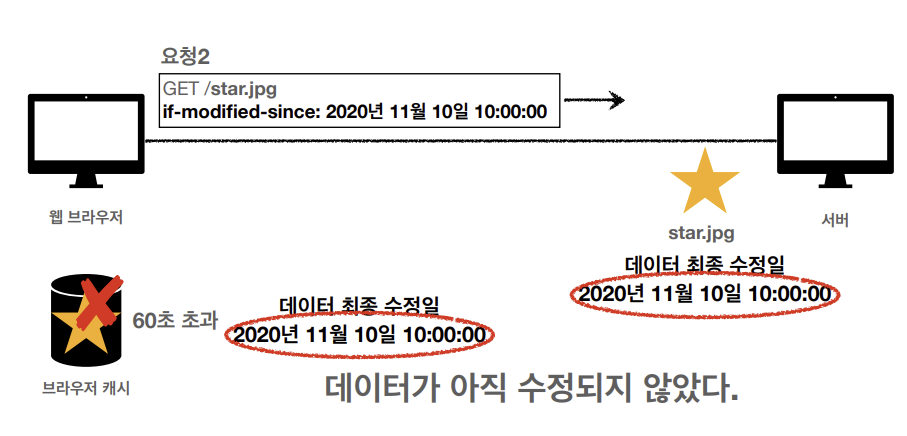 요청2
GET /star.jpg
if-modified-since: 2020년 11월 10일 10:00:00
웹 브라우저
서버
star.jpg
데이터 최종 수정일
2020년 11월 10일 10:00:00
60초 초과
데이터 최종 수정일
2020년 11월 10일 10:00:00
브라우저 캐시
데이터가 아직 수정되지 않았다.